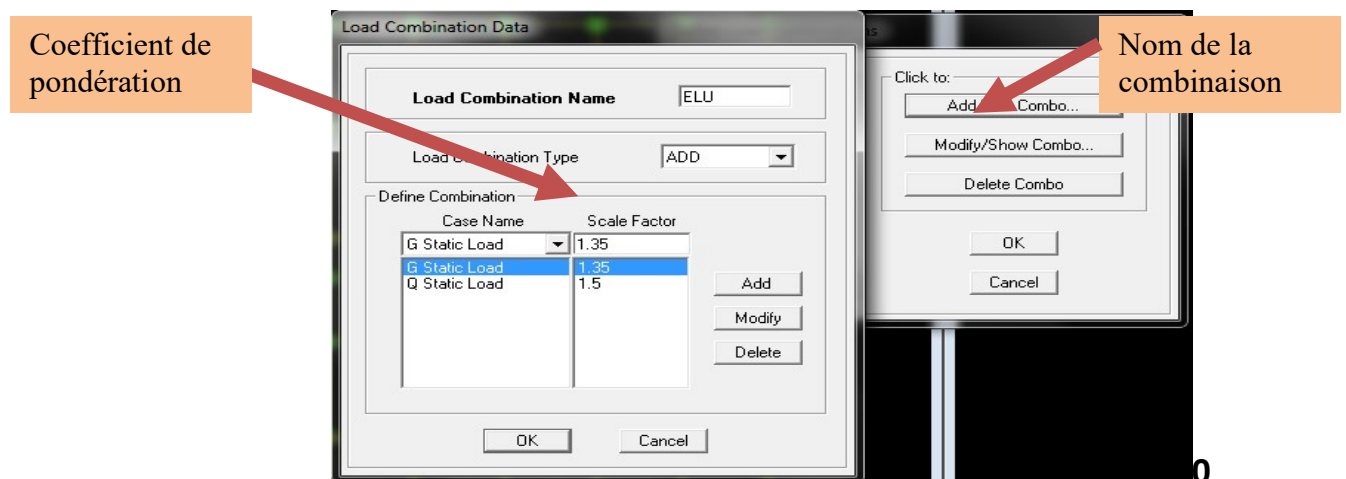 Coefficient de
pondération
Load Combination Data
Load Combination Name
ELU
Load Combination Type
ADD
Define Combination
Case Name
Scale Factor
G Static Load
1.35
G Static Load
1.35
Q Static Load
1.5
Add
Modify
Delete
OK
Cancel
Nom de la
combinaison
Click to:
Add Combo...
Modify/Show Combo...
Delete Combo
OK
Cancel